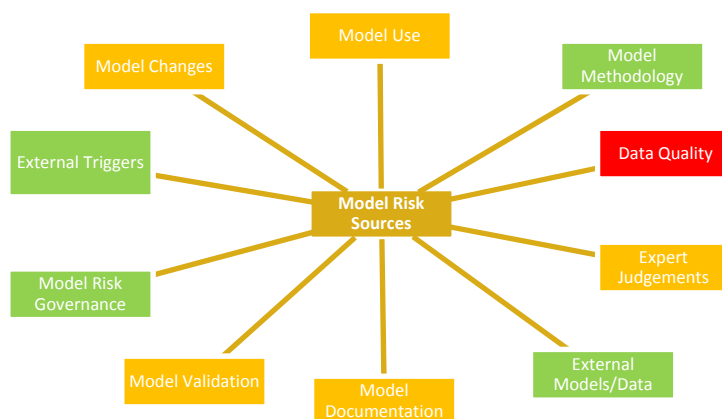 Model Use
Model Changes
Model
Methodology
External Triggers
Data Quality
Model Risk
Sources
Expert
Judgements
Model Risk
Governance
Model Validation
External
Models/Data
Model
Documentation